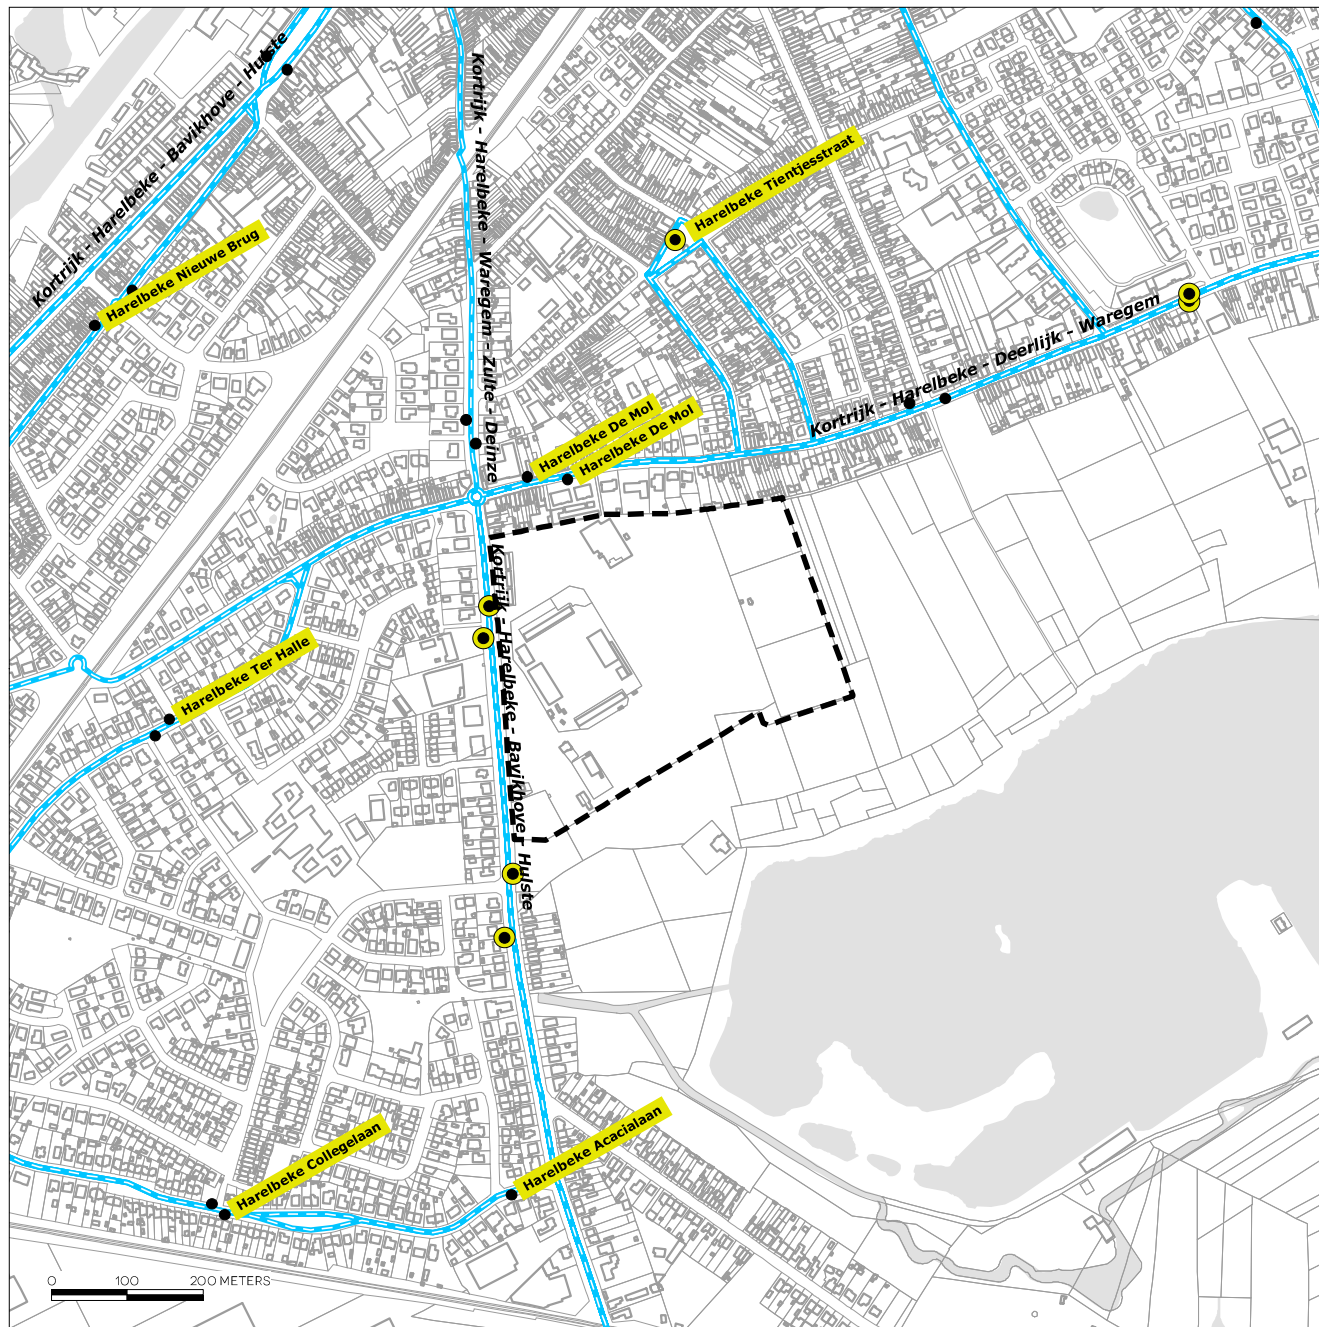 Kortrijk - Harelbeke - Bavikhove - Hulste
Kortrijk - Harelbeke - Waregem - Zulte - Deinze
Harelbeke Tientjesstraat
Harelbeke Nieuwe Brug
Kortrijk - Harelbeke - Deerlijk - Waregem
Harelbeke De Mol
Harelbeke De Mol
Kortrijk - Harelbeke - Bavikhove - Hulste
Harelbeke Ter Halle
Harelbeke Collegelaan
Harelbeke Acacialaan
0 100 200 METERS